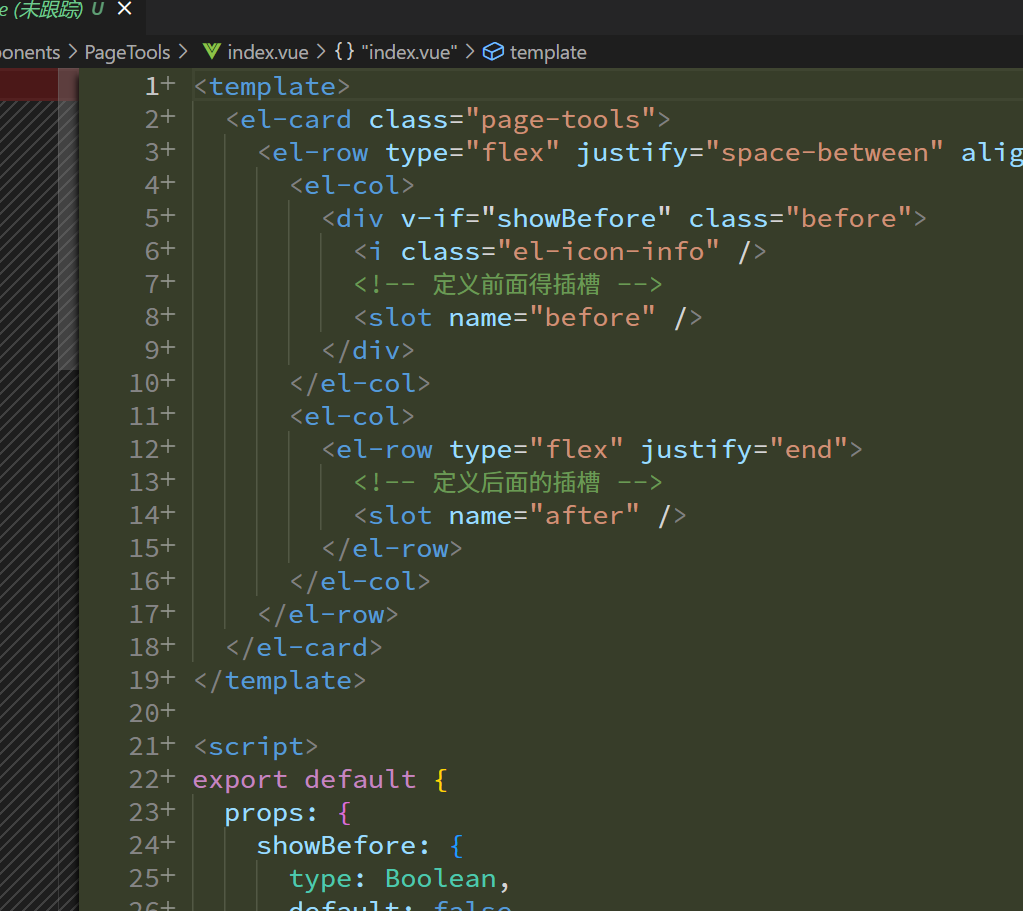 e (未跟踪) U ×
onents > PageTools > index.vue > {} "index.vue" > template
1+ <template>
2+   <el-card class="page-tools">
3+     <el-row type="flex" justify="space-between" alig
4+       <el-col>
5+         <div v-if="showBefore" class="before">
6+           <i class="el-icon-info" />
7+           <!-- 定义前面得插槽 -->
8+           <slot name="before" />
9+         </div>
10+       </el-col>
11+       <el-col>
12+         <el-row type="flex" justify="end">
13+           <!-- 定义后面的插槽 -->
14+           <slot name="after" />
15+         </el-row>
16+       </el-col>
17+     </el-row>
18+   </el-card>
19+ </template>
20+
21+ <script>
22+ export default {
23+   props: {
24+     showBefore: {
25+       type: Boolean,
26+       default: false